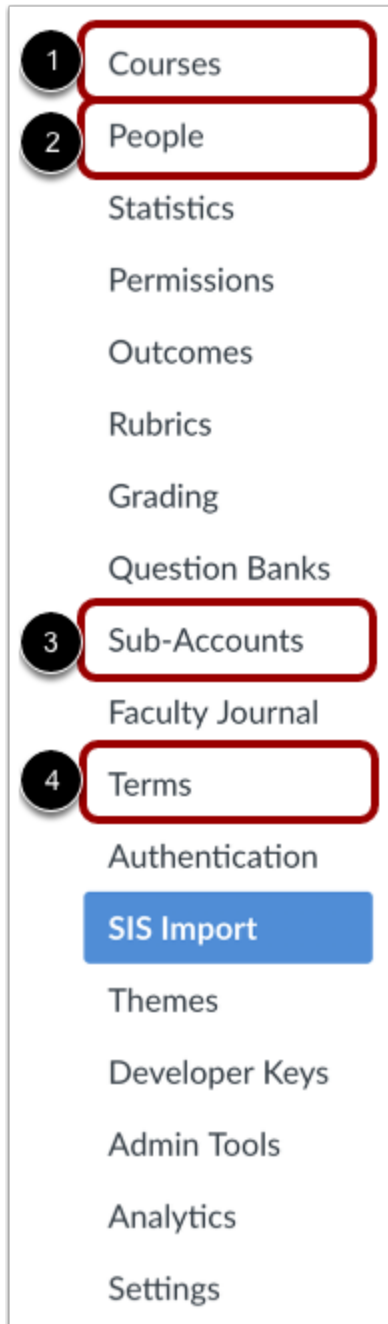 1 Courses
2 People
Statistics
Permissions
Outcomes
Rubrics
Grading
Question Banks
3 Sub-Accounts
Faculty Journal
4 Terms
Authentication
SIS Import
Themes
Developer Keys
Admin Tools
Analytics
Settings